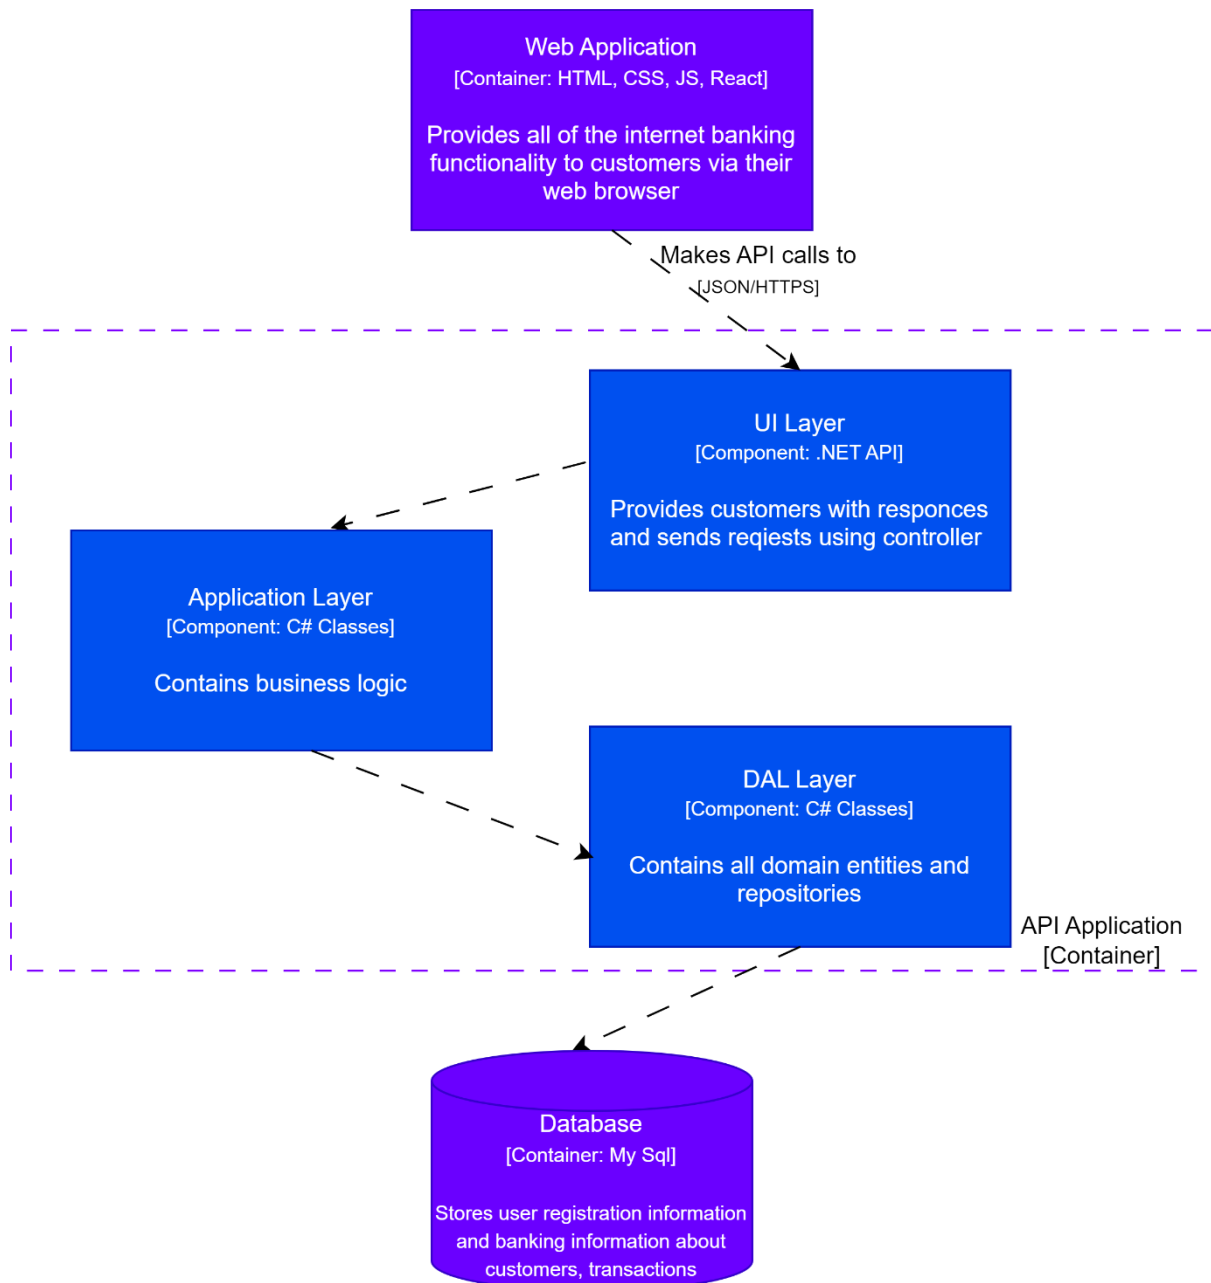 Web Application
[Container: HTML, CSS, JS, React]
Provides all of the internet banking
functionality to customers via their
web browser
Makes API calls to
[JSON/HTTPS]
UI Layer
[Component: .NET API]
Provides customers with responces
and sends reqiests using controller
Application Layer
[Component: C# Classes]
Contains business logic
DAL Layer
[Component: C# Classes]
Contains all domain entities and
repositories
API Application
[Container]
Database
[Container: My Sql]
Stores user registration information
and banking information about
customers, transactions